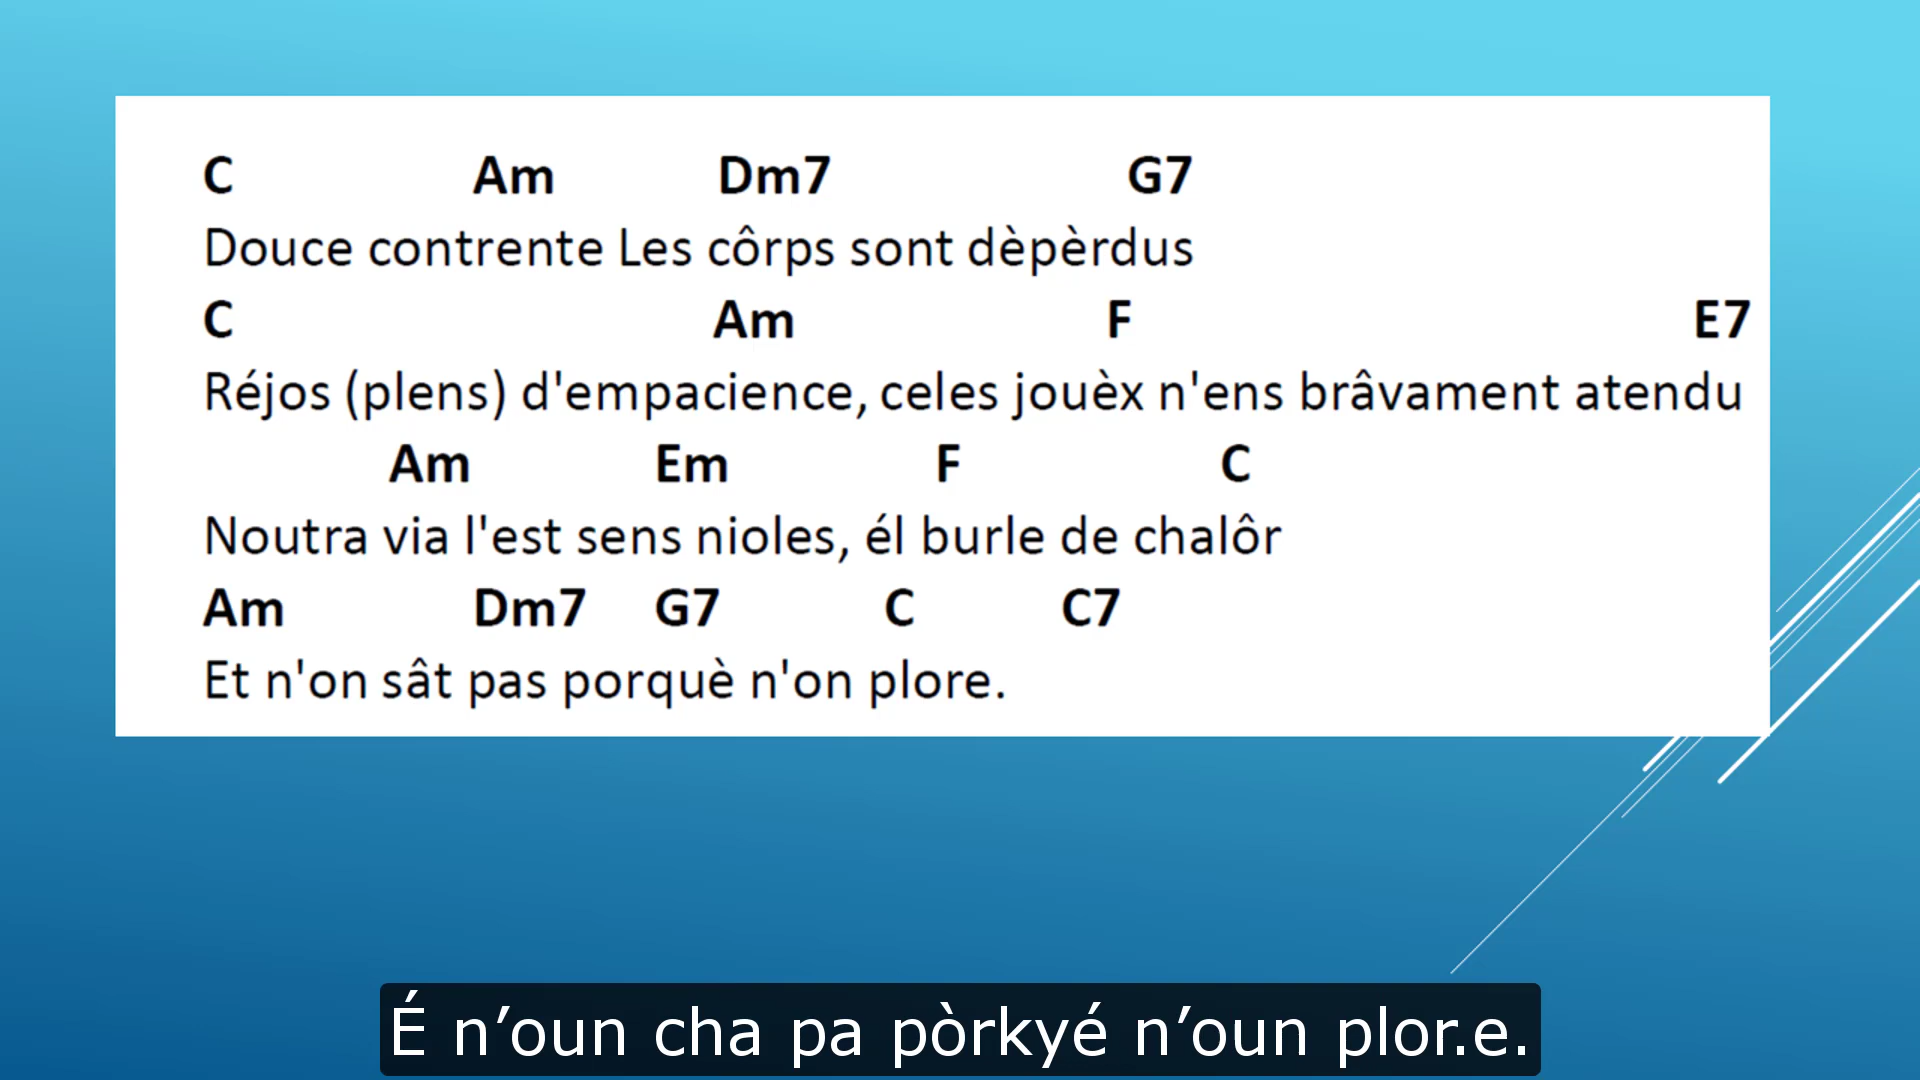 C Am Dm7 G7
Douce contrente Les côrps sont dèpèrdus
C Am F E7
Réjos (plens) d'empacience, celes jouèx n'ens brâvament atendu
Am Em F C
Noutra via l'est sens nioles, él burle de chalôr
Am Dm7 G7 C C7
Et n'on sât pas porquè n'on plore.
É n’oun cha pa pòrkyé n’oun plor.e.